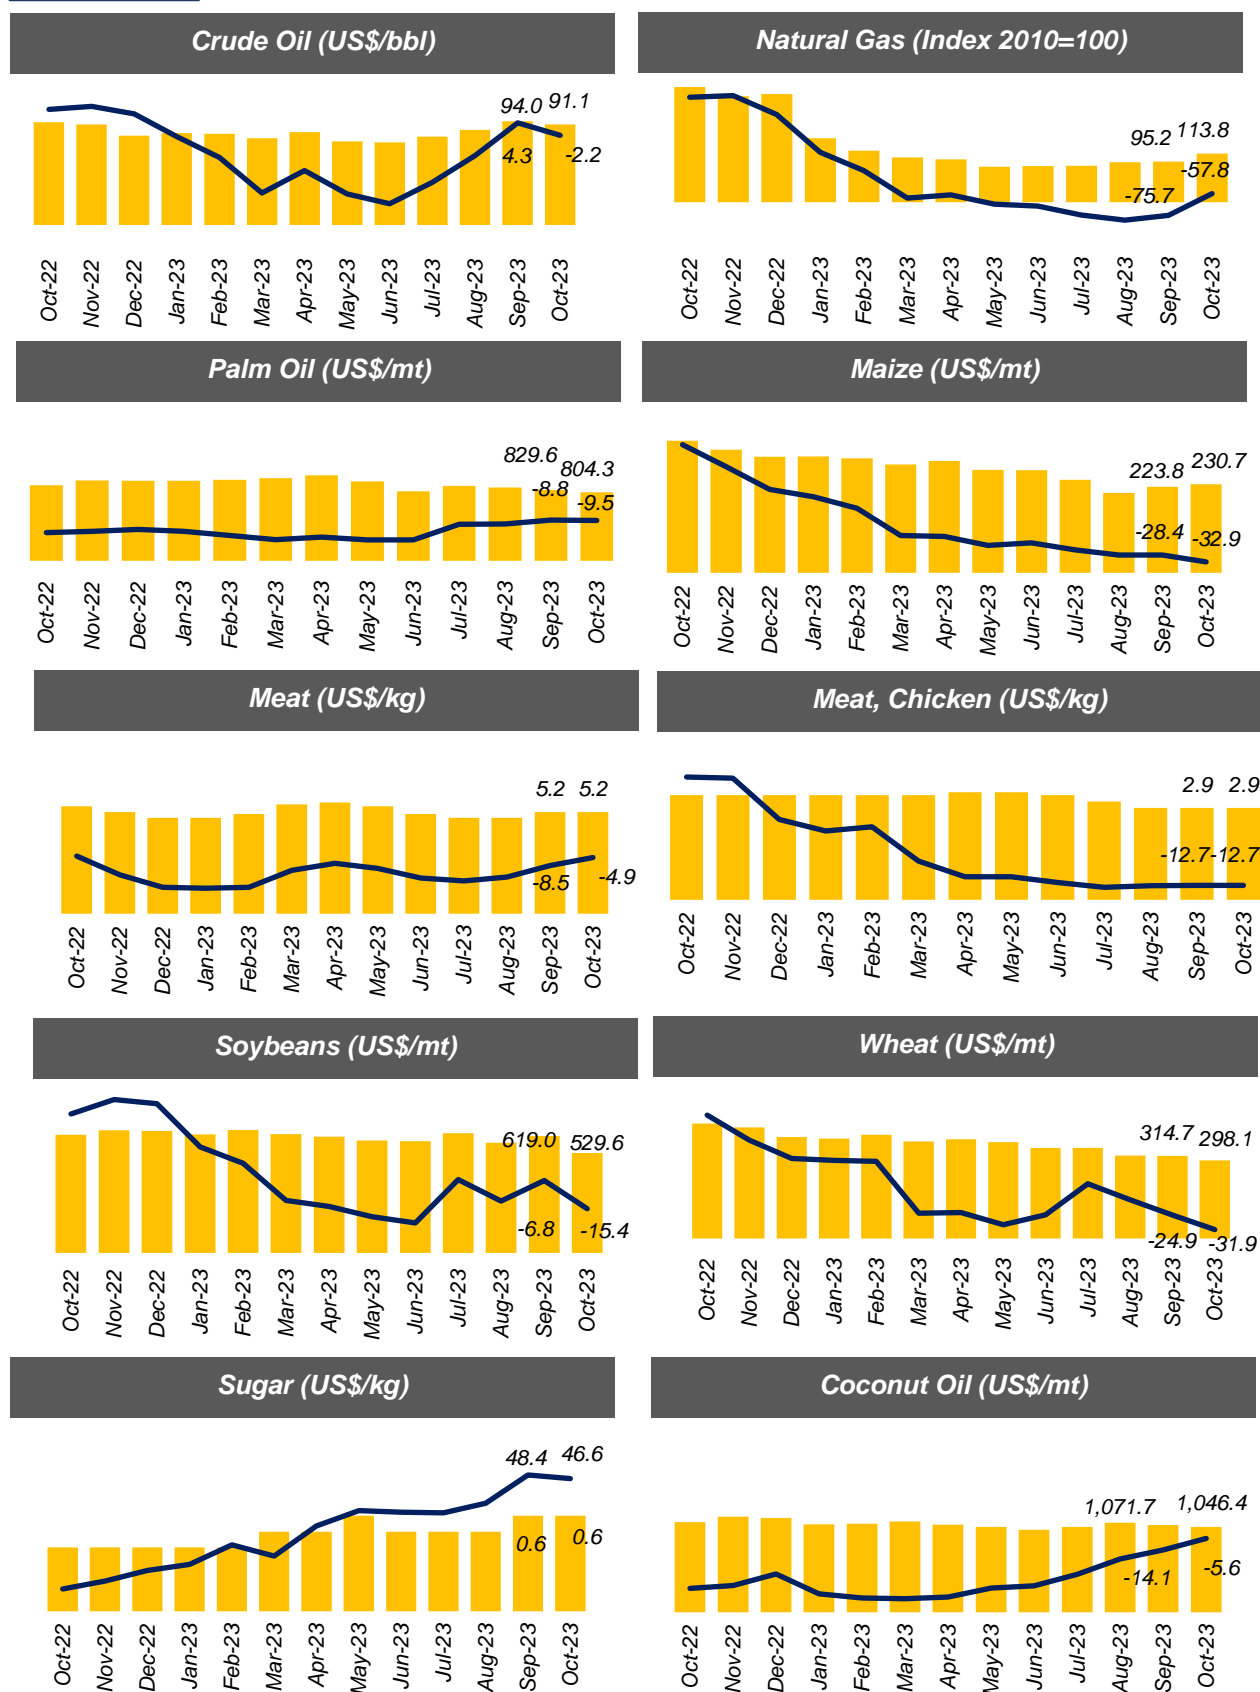 Crude Oil (US$/bbl)
94.0 91.1
4.3 -2.2
Oct-22 Nov-22 Dec-22 Jan-23 Feb-23 Mar-23 Apr-23 May-23 Jun-23 Jul-23 Aug-23 Sep-23 Oct-23
Natural Gas (Index 2010=100)
95.2 113.8
-57.8
-75.7
Oct-22 Nov-22 Dec-22 Jan-23 Feb-23 Mar-23 Apr-23 May-23 Jun-23 Jul-23 Aug-23 Sep-23 Oct-23
Palm Oil (US$/mt)
829.6
804.3
-8.8
-9.5
Oct-22 Nov-22 Dec-22 Jan-23 Feb-23 Mar-23 Apr-23 May-23 Jun-23 Jul-23 Aug-23 Sep-23 Oct-23
Maize (US$/mt)
223.8 230.7
-28.4 -32.9
Oct-22 Nov-22 Dec-22 Jan-23 Feb-23 Mar-23 Apr-23 May-23 Jun-23 Jul-23 Aug-23 Sep-23 Oct-23
Meat (US$/kg)
5.2 5.2
-8.5 -4.9
Oct-22 Nov-22 Dec-22 Jan-23 Feb-23 Mar-23 Apr-23 May-23 Jun-23 Jul-23 Aug-23 Sep-23 Oct-23
Meat, Chicken (US$/kg)
2.9 2.9
-12.7 -12.7
Oct-22 Nov-22 Dec-22 Jan-23 Feb-23 Mar-23 Apr-23 May-23 Jun-23 Jul-23 Aug-23 Sep-23 Oct-23
Soybeans (US$/mt)
619.0 529.6
-6.8 -15.4
Oct-22 Nov-22 Dec-22 Jan-23 Feb-23 Mar-23 Apr-23 May-23 Jun-23 Jul-23 Aug-23 Sep-23 Oct-23
Wheat (US$/mt)
314.7 298.1
-24.9 -31.9
Oct-22 Nov-22 Dec-22 Jan-23 Feb-23 Mar-23 Apr-23 May-23 Jun-23 Jul-23 Aug-23 Sep-23 Oct-23
Sugar (US$/kg)
48.4 46.6
0.6 0.6
Oct-22 Nov-22 Dec-22 Jan-23 Feb-23 Mar-23 Apr-23 May-23 Jun-23 Jul-23 Aug-23 Sep-23 Oct-23
Coconut Oil (US$/mt)
1,071.7 1,046.4
-14.1 -5.6
Oct-22 Nov-22 Dec-22 Jan-23 Feb-23 Mar-23 Apr-23 May-23 Jun-23 Jul-23 Aug-23 Sep-23 Oct-23